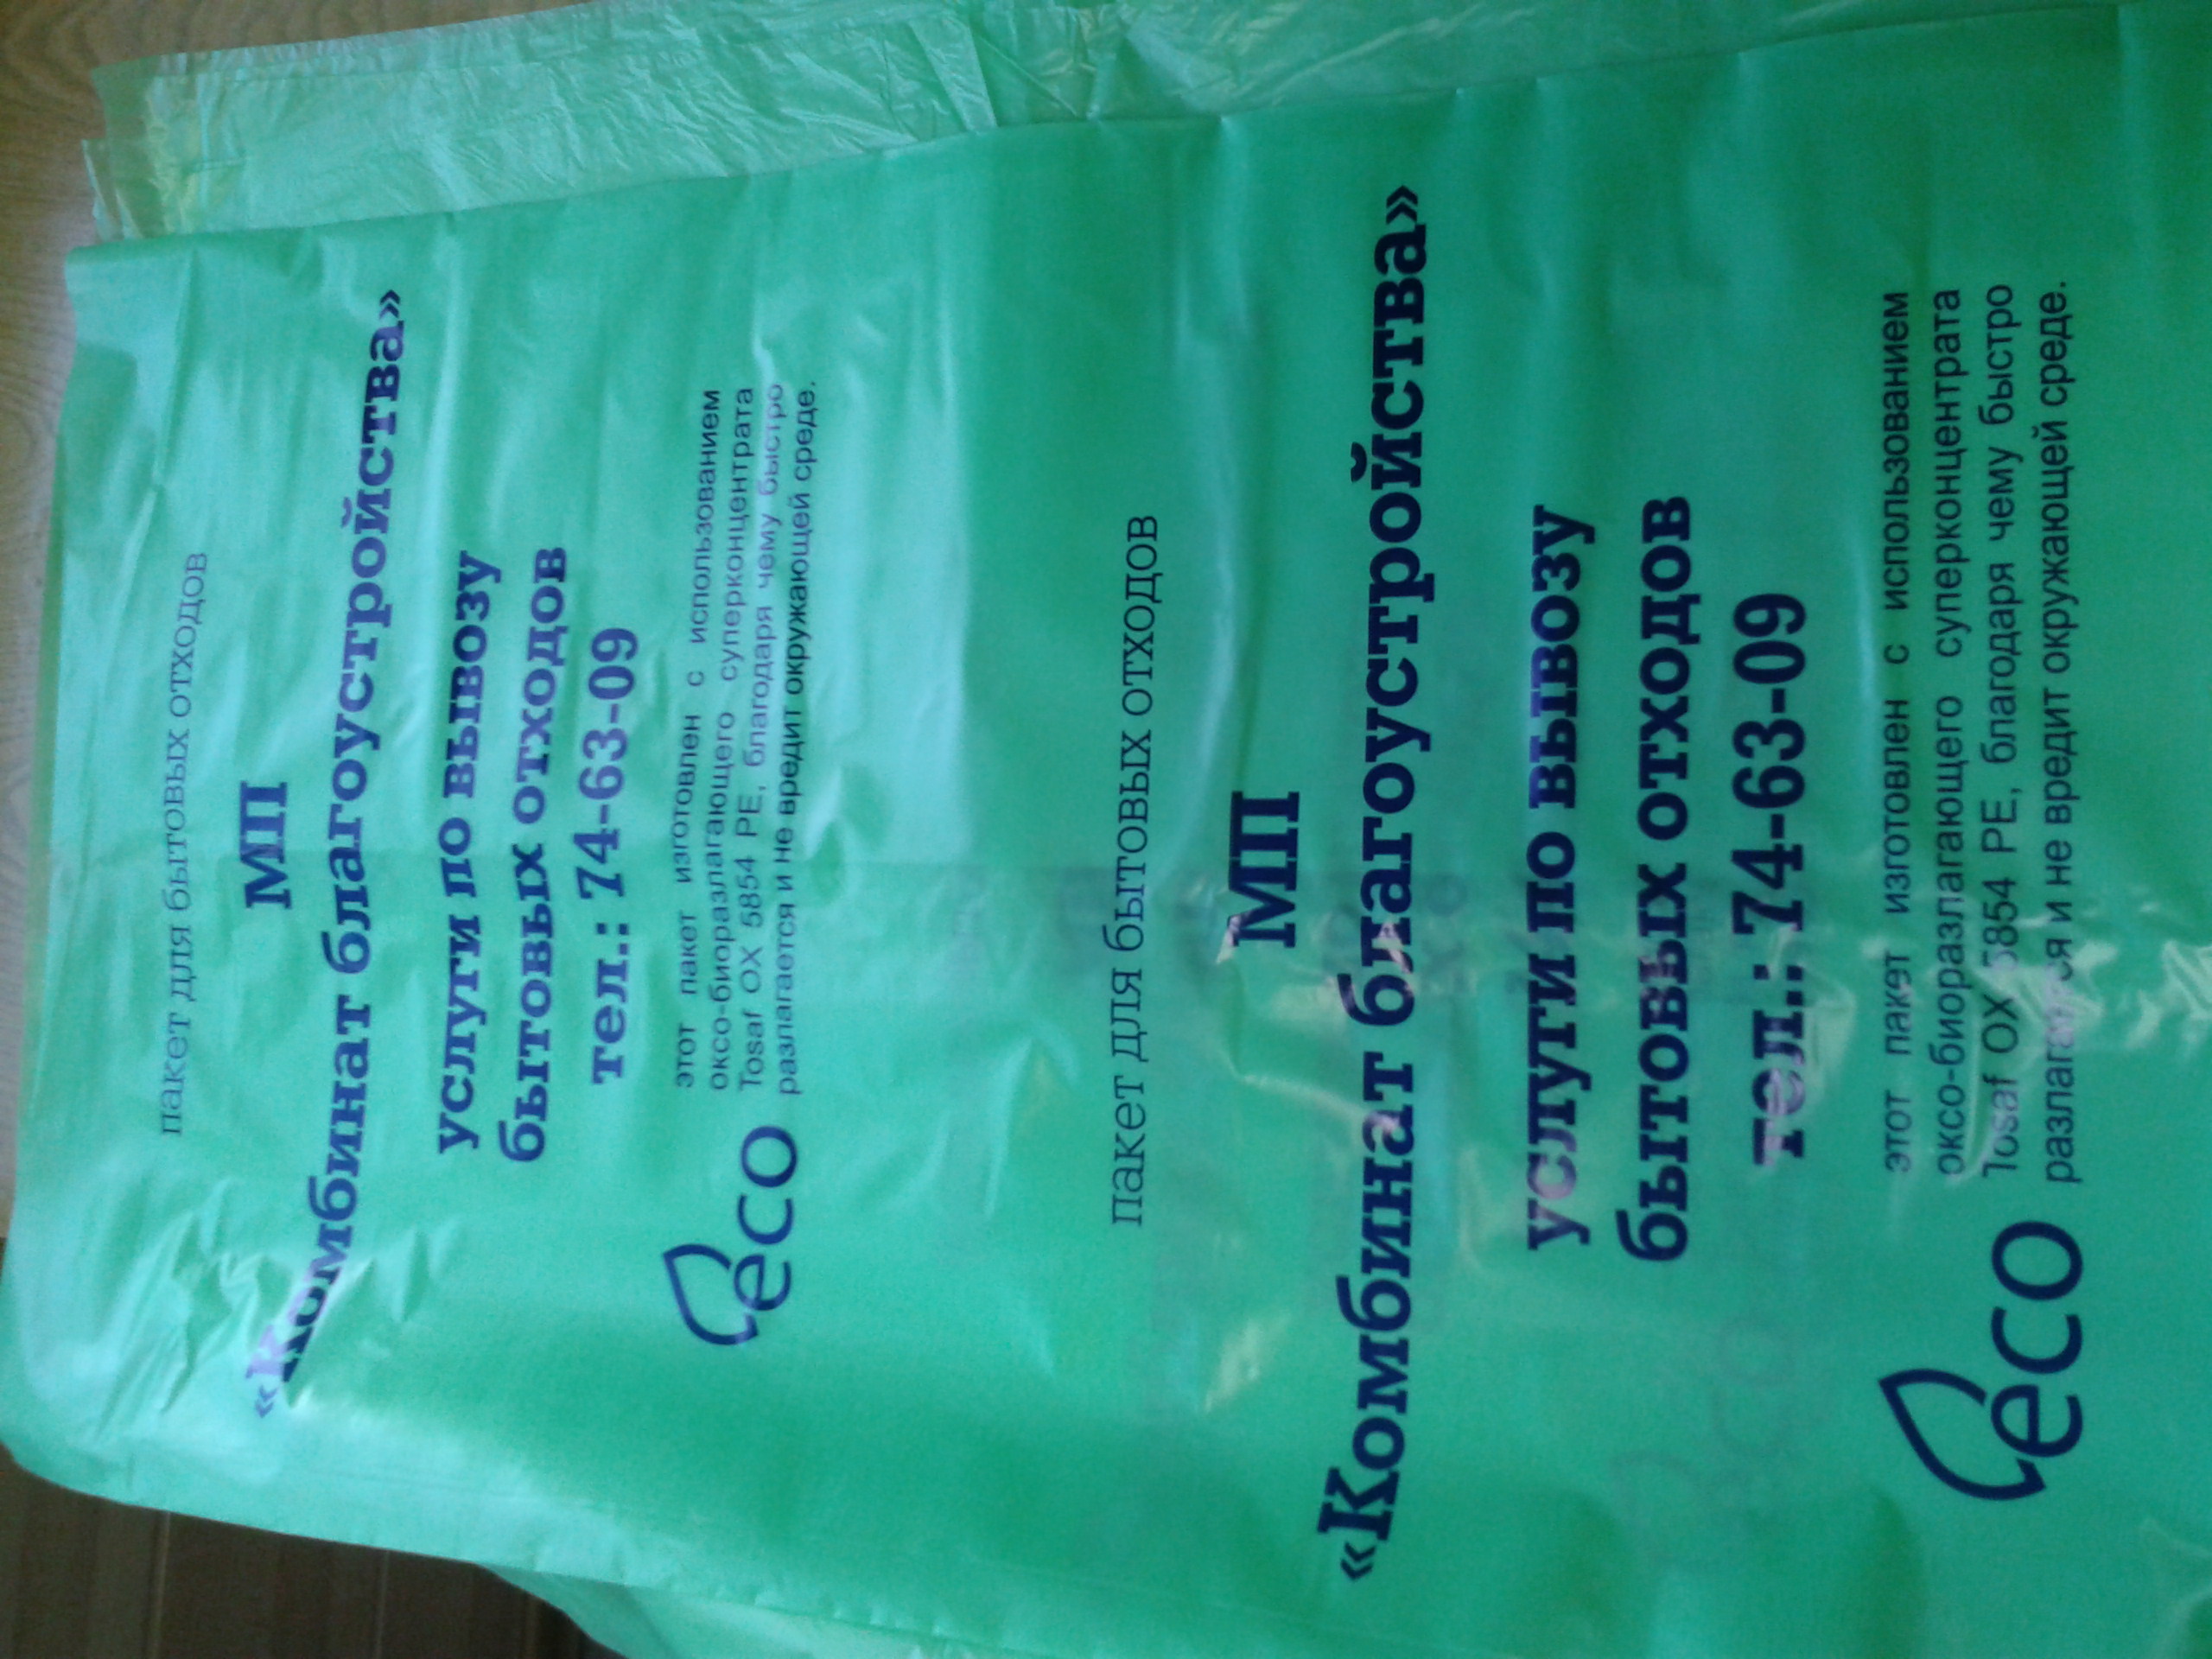 пакет для бытовых отходов
МП
«Комбинат благоустройства»
услуги по вывозу
бытовых отходов
тел.: 74-63-09
eco
этот пакет изготовлен с использованием
оксо-биоразлагающего суперконцентрата
Tosaf OX 5854 PE, благодаря чему быстро
разлагается и не вредит окружающей среде.
пакет для бытовых отходов
МП
«Комбинат благоустройства»
услуги по вывозу
бытовых отходов
тел.: 74-63-09
eco
этот пакет изготовлен с использованием
оксо-биоразлагающего суперконцентрата
Tosaf OX 5854 PE, благодаря чему быстро
разлагается и не вредит окружающей среде.